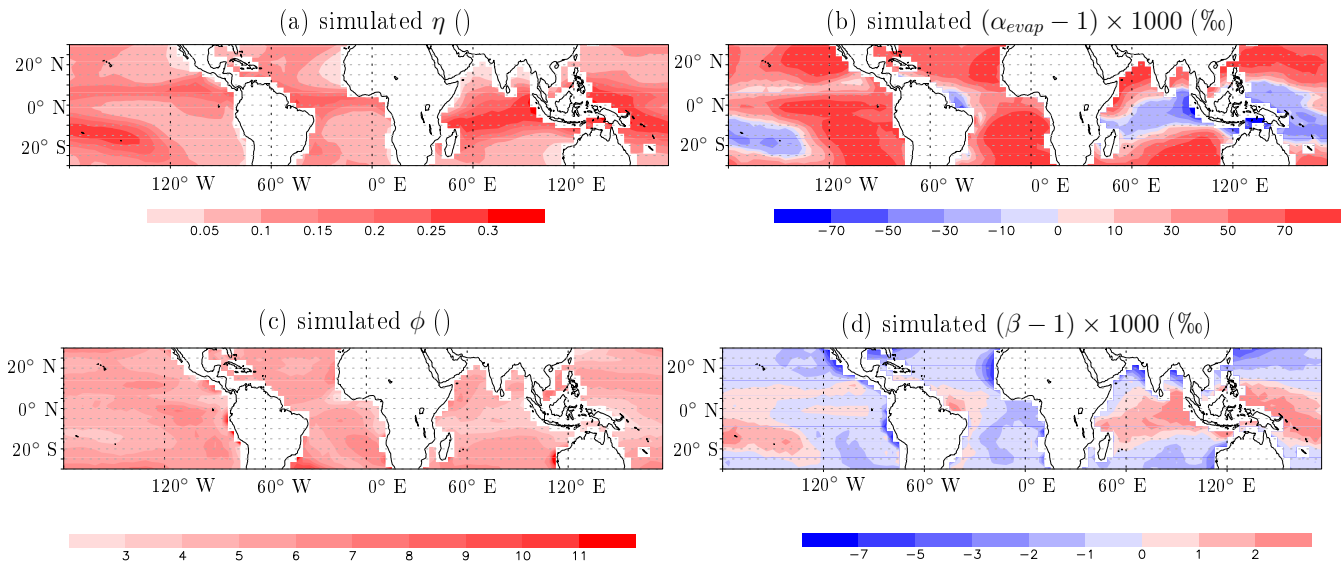 (a) simulated η ()
20° N
0° N
20° S
120° W 60° W 0° E 60° E 120° E
0.05 0.1 0.15 0.2 0.25 0.3
(b) simulated (α_evap − 1) × 1000 (‰)
20° N
0° N
20° S
120° W 60° W 0° E 60° E 120° E
−70 −50 −30 −10 0 10 30 50 70
(c) simulated ϕ ()
20° N
0° N
20° S
120° W 60° W 0° E 60° E 120° E
3 4 5 6 7 8 9 10 11
(d) simulated (β − 1) × 1000 (‰)
20° N
0° N
20° S
120° W 60° W 0° E 60° E 120° E
−7 −5 −3 −2 −1 0 1 2